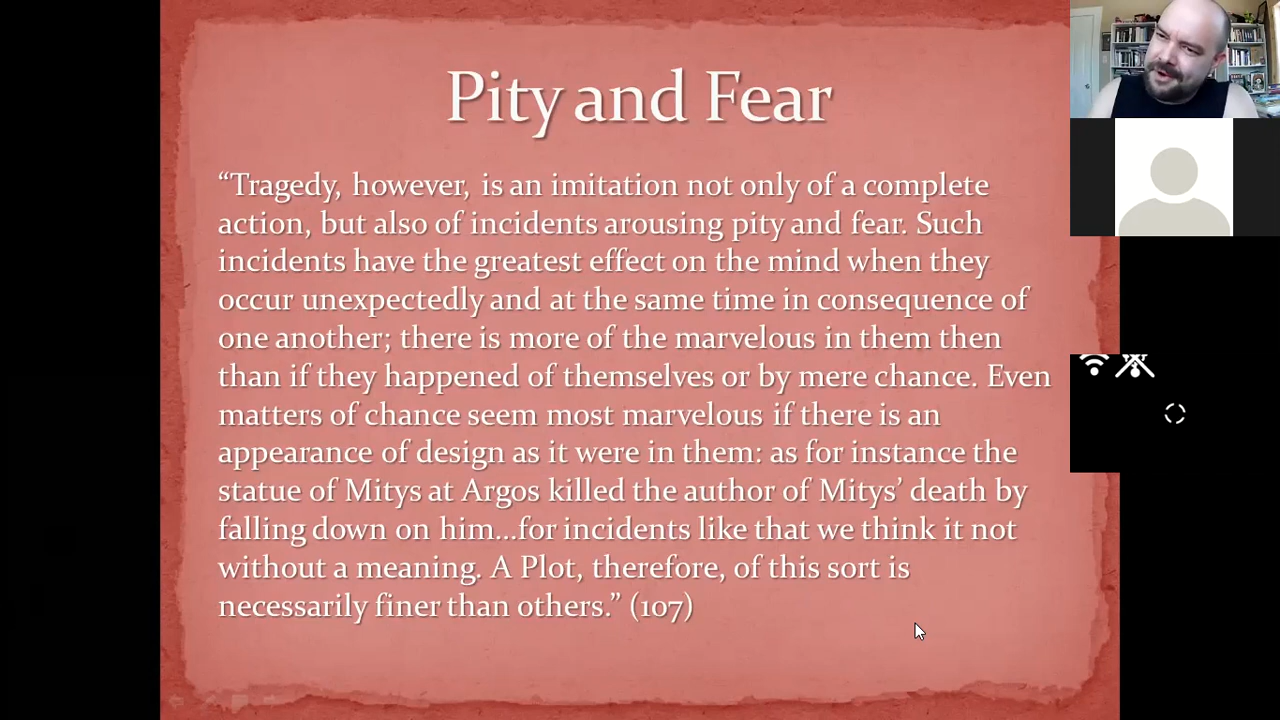 Pity and Fear
“Tragedy, however, is an imitation not only of a complete
action, but also of incidents arousing pity and fear. Such
incidents have the greatest effect on the mind when they
occur unexpectedly and at the same time in consequence of
one another; there is more of the marvelous in them then
than if they happened of themselves or by mere chance. Even
matters of chance seem most marvelous if there is an
appearance of design as it were in them: as for instance the
statue of Mitys at Argos killed the author of Mitys’ death by
falling down on him...for incidents like that we think it not
without a meaning. A Plot, therefore, of this sort is
necessarily finer than others.” (107)